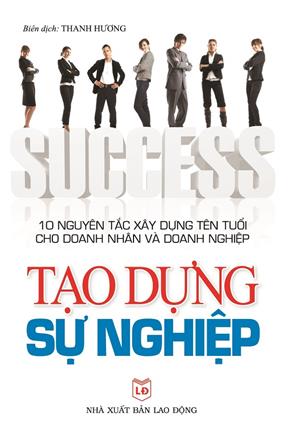 Biên dịch: THANH HƯƠNG
SUCCESS
10 NGUYÊN TẮC XÂY DỰNG TÊN TUỔI
CHO DOANH NHÂN VÀ DOANH NGHIỆP
TẠO DỰNG
SỰ NGHIỆP
LĐ
NHÀ XUẤT BẢN LAO ĐỘNG